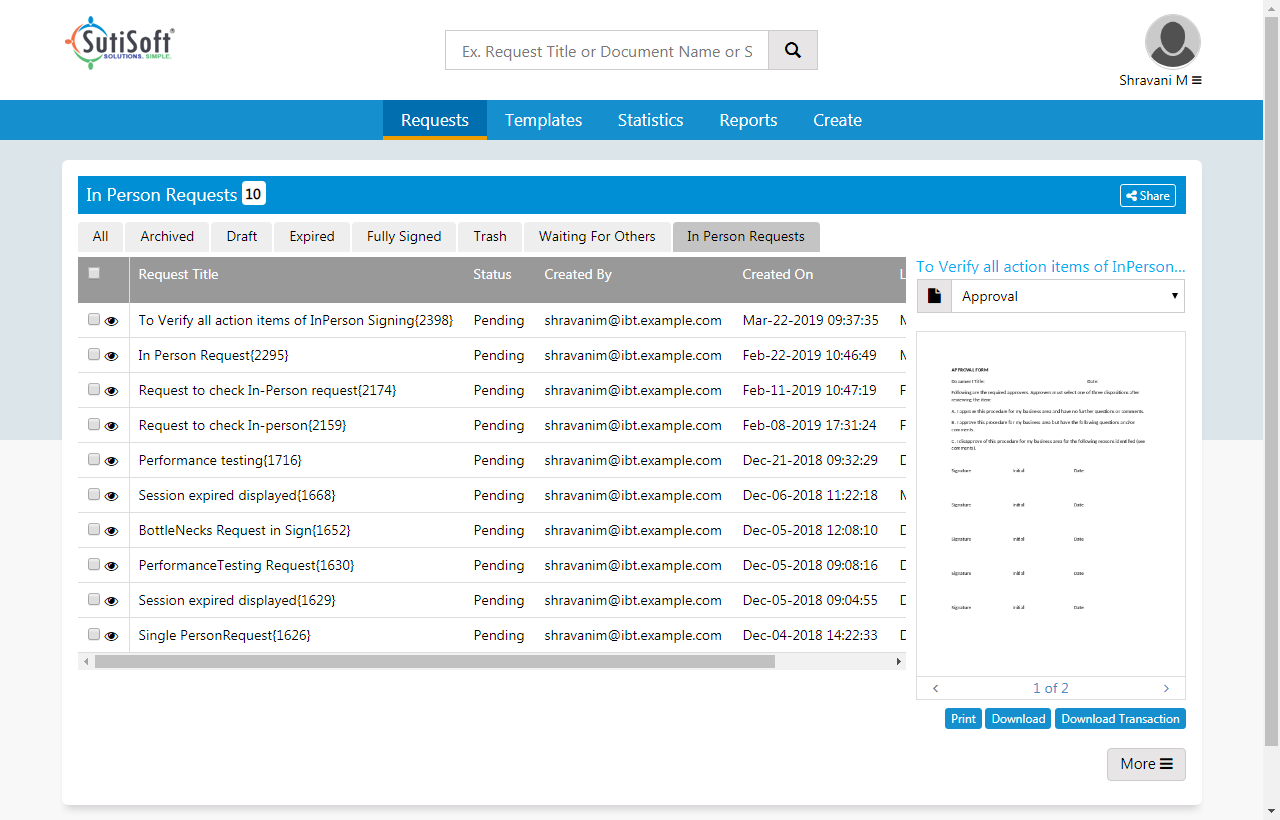 SutiSoft®
SOLUTIONS. SIMPLE.
Ex. Request Title or Document Name or S
Shravani M
Requests Templates Statistics Reports Create
In Person Requests 10
Share
All Archived Draft Expired Fully Signed Trash Waiting For Others In Person Requests
Request Title Status Created By Created On L
To Verify all action items of InPerson Signing{2398} Pending shravanim@ibt.example.com Mar-22-2019 09:37:35 M
In Person Request{2295} Pending shravanim@ibt.example.com Feb-22-2019 10:46:49 M
Request to check In-Person request{2174} Pending shravanim@ibt.example.com Feb-11-2019 10:47:19 F
Request to check In-person{2159} Pending shravanim@ibt.example.com Feb-08-2019 17:31:24 F
Performance testing{1716} Pending shravanim@ibt.example.com Dec-21-2018 09:32:29 D
Session expired displayed{1668} Pending shravanim@ibt.example.com Dec-06-2018 11:22:18 M
BottleNecks Request in Sign{1652} Pending shravanim@ibt.example.com Dec-05-2018 12:08:10 D
PerformanceTesting Request{1630} Pending shravanim@ibt.example.com Dec-05-2018 09:08:16 D
Session expired displayed{1629} Pending shravanim@ibt.example.com Dec-05-2018 09:04:55 D
Single PersonRequest{1626} Pending shravanim@ibt.example.com Dec-04-2018 14:22:33 D
To Verify all action items of InPerson...
Approval
APPROVAL FORM
Document Title: Date:
Following are the required approvers. Approvers must select one of three dispositions after
reviewing the item:
A. I approve this procedure for my business area and have no further questions or comments.
B. I approve this procedure for my business area but have the following questions and/or
comments.
C. I disapprove of this procedure for my business area for the following reasons identified (see
comments).
Signature Initial Date
Signature Initial Date
Signature Initial Date
Signature Initial Date
Signature Initial Date
1 of 2
Print Download Download Transaction
More